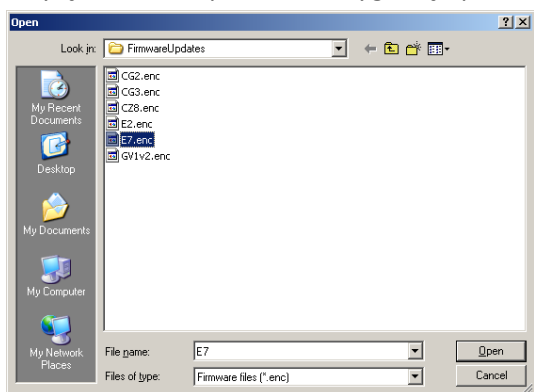 Open
Look in: FirmwareUpdates
CG2.enc
CG3.enc
CZ8.enc
E2.enc
E7.enc
GV1v2.enc
My Recent
Documents
Desktop
My Documents
My Computer
My Network
Places
File name: E7
Open
Files of type: Firmware files (*.enc)
Cancel